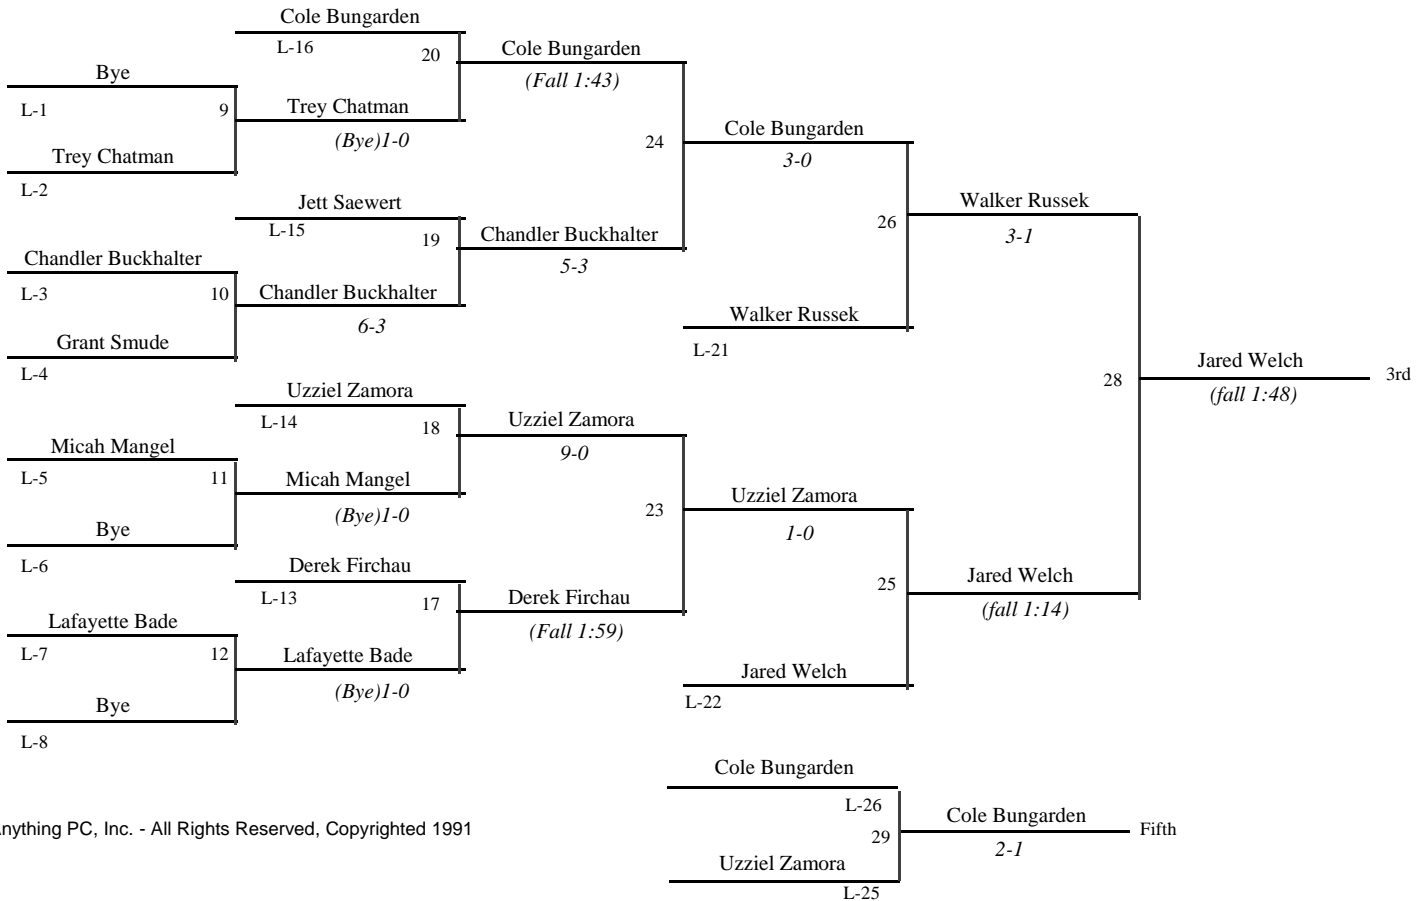 Cole Bungarden
L-16
20
Cole Bungarden
(Fall 1:43)
Bye
L-1
9
Trey Chatman
(Bye)1-0
Trey Chatman
L-2
24
Cole Bungarden
3-0
Jett Saewert
L-15
19
Chandler Buckhalter
5-3
Chandler Buckhalter
L-3
10
Chandler Buckhalter
6-3
Grant Smude
L-4
26
Walker Russek
3-1
Walker Russek
L-21
28
Jared Welch
3rd
(fall 1:48)
Uzziel Zamora
L-14
18
Uzziel Zamora
9-0
Micah Mangel
L-5
11
Micah Mangel
(Bye)1-0
Bye
L-6
23
Uzziel Zamora
1-0
Derek Firchau
L-13
17
Derek Firchau
(Fall 1:59)
Lafayette Bade
L-7
12
Lafayette Bade
(Bye)1-0
Bye
L-8
25
Jared Welch
(fall 1:14)
Jared Welch
L-22
Cole Bungarden
L-26
29
Cole Bungarden
Fifth
2-1
Uzziel Zamora
L-25
nything PC, Inc. - All Rights Reserved, Copyrighted 1991